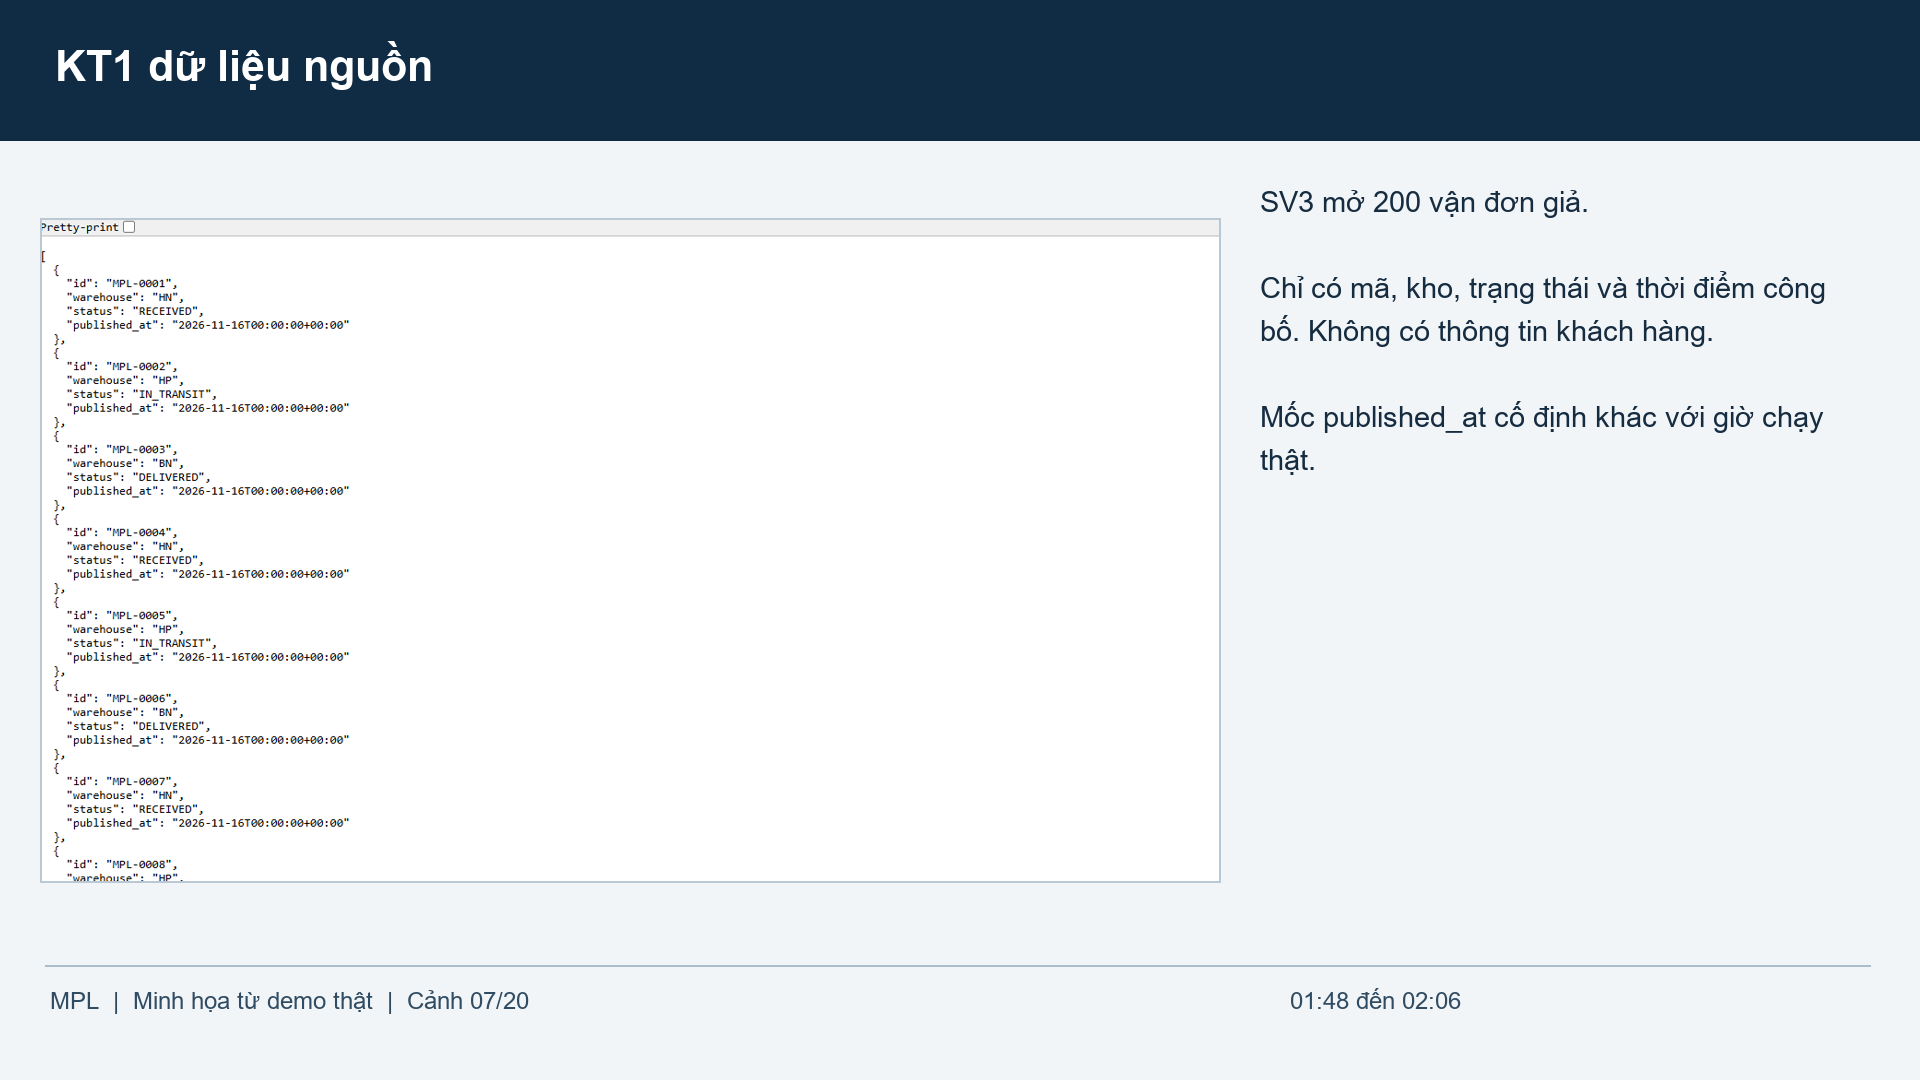 KT1 dữ liệu nguồn
Pretty-print
[
{
"id": "MPL-0001",
"warehouse": "HN",
"status": "RECEIVED",
"published_at": "2026-11-16T00:00:00+00:00"
},
{
"id": "MPL-0002",
"warehouse": "HP",
"status": "IN_TRANSIT",
"published_at": "2026-11-16T00:00:00+00:00"
},
{
"id": "MPL-0003",
"warehouse": "BN",
"status": "DELIVERED",
"published_at": "2026-11-16T00:00:00+00:00"
},
{
"id": "MPL-0004",
"warehouse": "HN",
"status": "RECEIVED",
"published_at": "2026-11-16T00:00:00+00:00"
},
{
"id": "MPL-0005",
"warehouse": "HP",
"status": "IN_TRANSIT",
"published_at": "2026-11-16T00:00:00+00:00"
},
{
"id": "MPL-0006",
"warehouse": "BN",
"status": "DELIVERED",
"published_at": "2026-11-16T00:00:00+00:00"
},
{
"id": "MPL-0007",
"warehouse": "HN",
"status": "RECEIVED",
"published_at": "2026-11-16T00:00:00+00:00"
},
{
"id": "MPL-0008",
"warehouse": "HP",
SV3 mở 200 vận đơn giả.
Chỉ có mã, kho, trạng thái và thời điểm công
bố. Không có thông tin khách hàng.
Mốc published_at cố định khác với giờ chạy
thật.
MPL | Minh họa từ demo thật | Cảnh 07/20
01:48 đến 02:06